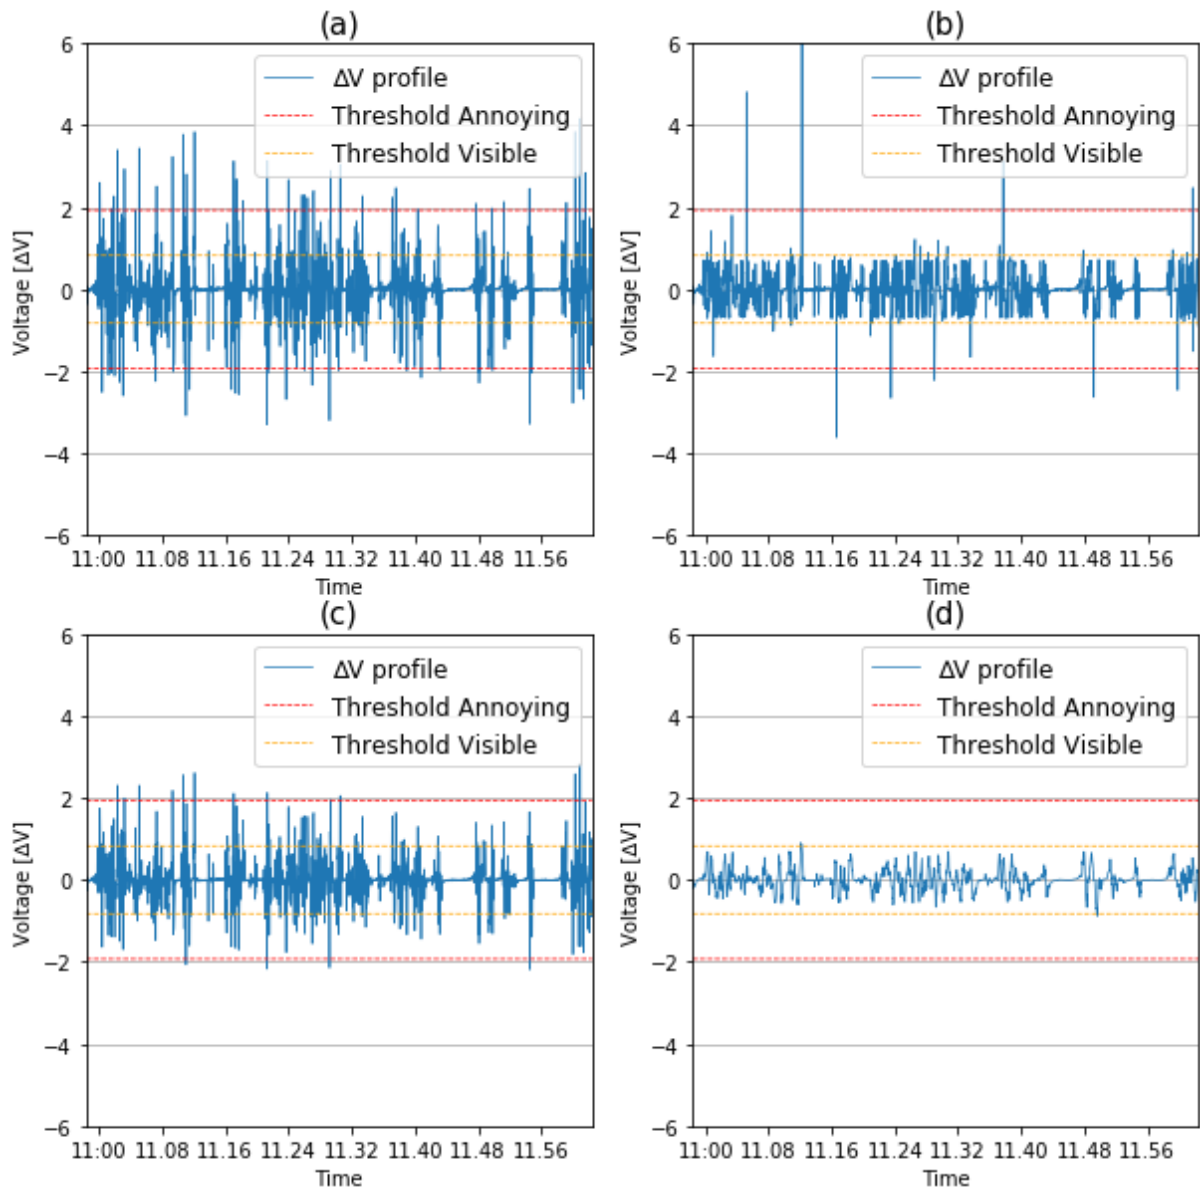 (a)
6
4
2
0
−2
−4
−6
Voltage [ΔV]
ΔV profile
Threshold Annoying
Threshold Visible
11:00 11.08 11.16 11.24 11.32 11.40 11.48 11.56
Time
(b)
6
4
2
0
−2
−4
−6
Voltage [ΔV]
ΔV profile
Threshold Annoying
Threshold Visible
11:00 11.08 11.16 11.24 11.32 11.40 11.48 11.56
Time
(c)
6
4
2
0
−2
−4
−6
Voltage [ΔV]
ΔV profile
Threshold Annoying
Threshold Visible
11:00 11.08 11.16 11.24 11.32 11.40 11.48 11.56
Time
(d)
6
4
2
0
−2
−4
−6
Voltage [ΔV]
ΔV profile
Threshold Annoying
Threshold Visible
11:00 11.08 11.16 11.24 11.32 11.40 11.48 11.56
Time